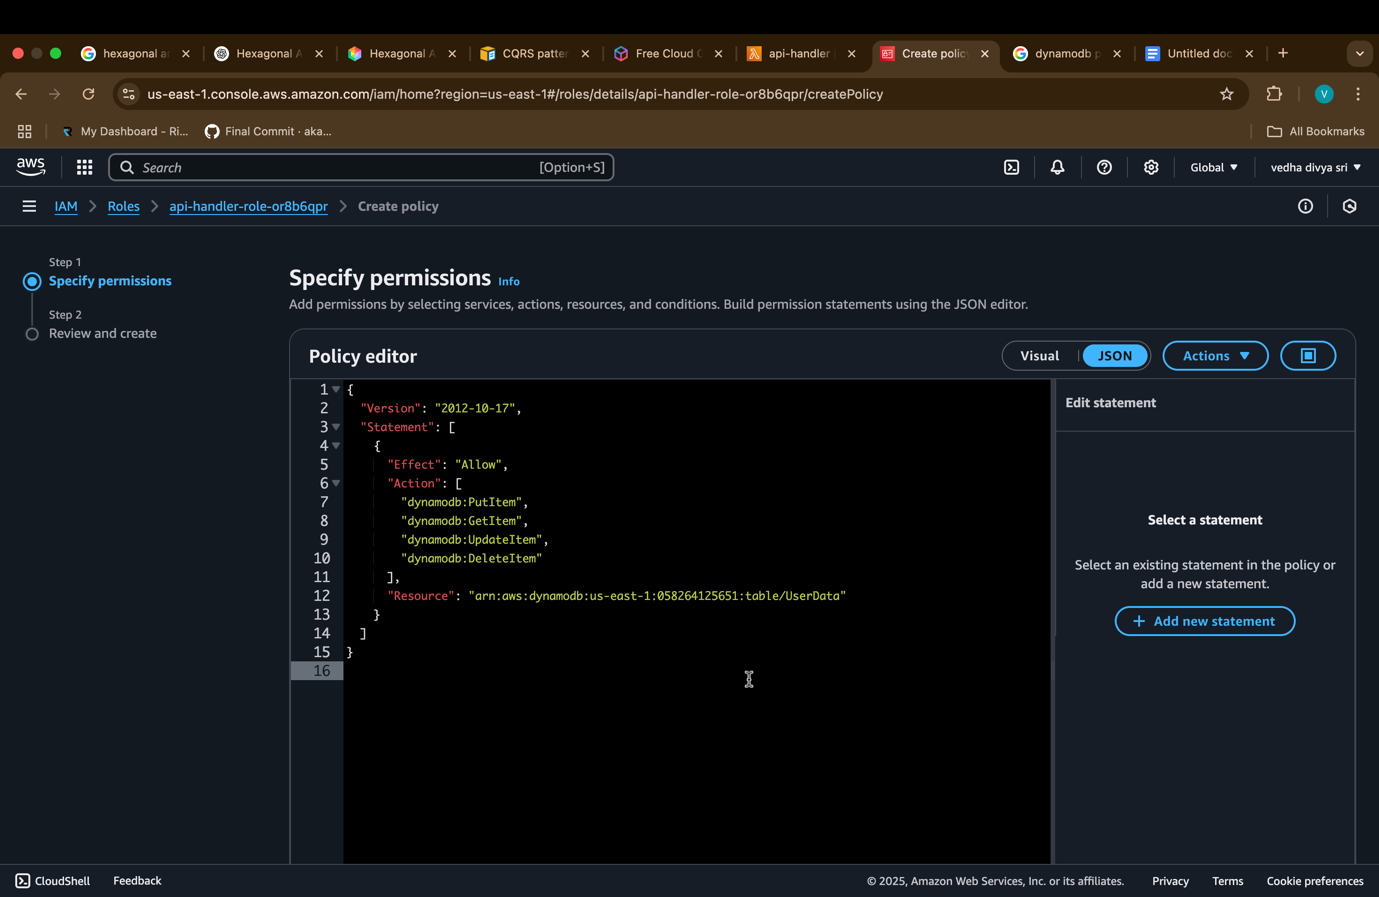 hexagonal a
Hexagonal A
Hexagonal A
CQRS patter
Free Cloud
api-handler
Create polic
dynamodb p
Untitled doc
us-east-1.console.aws.amazon.com/iam/home?region=us-east-1#/roles/details/api-handler-role-or8b6qpr/createPolicy
V
My Dashboard - Ri...
Final Commit · aka...
All Bookmarks
aws
Search
[Option+S]
Global
vedha divya sri
IAM > Roles > api-handler-role-or8b6qpr > Create policy
Step 1
Specify permissions
Step 2
Review and create
Specify permissions Info
Add permissions by selecting services, actions, resources, and conditions. Build permission statements using the JSON editor.
Policy editor
Visual
JSON
Actions
1 {
2 "Version": "2012-10-17",
3 "Statement": [
4 {
5 "Effect": "Allow",
6 "Action": [
7 "dynamodb:PutItem",
8 "dynamodb:GetItem",
9 "dynamodb:UpdateItem",
10 "dynamodb:DeleteItem"
11 ],
12 "Resource": "arn:aws:dynamodb:us-east-1:058264125651:table/UserData"
13 }
14 ]
15 }
16
Edit statement
Select a statement
Select an existing statement in the policy or
add a new statement.
+ Add new statement
CloudShell
Feedback
© 2025, Amazon Web Services, Inc. or its affiliates.
Privacy
Terms
Cookie preferences